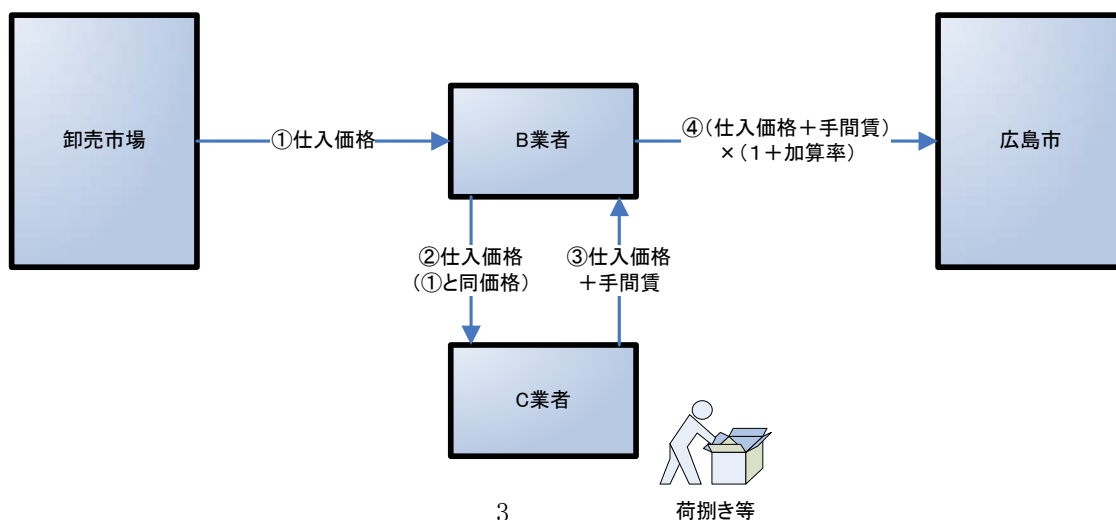 卸売市場
①仕入価格
B業者
④(仕入価格+手間賃)
×(1+加算率)
広島市
②仕入価格
(①と同価格)
③仕入価格
+手間賃
C業者
荷捌き等
3